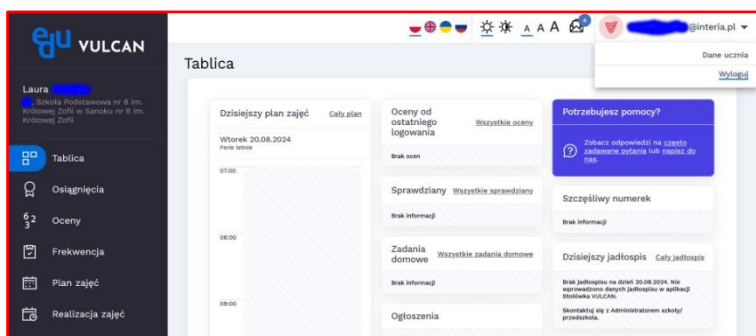 edu VULCAN
Laura
Szkoła Podstawowa nr 8 im.
Królowej Zofii w Sanoku nr 8 im.
Królowej Zofii
Tablica
Osiągnięcia
Oceny
Frekwencja
Plan zajęć
Realizacja zajęć
A A A
4
@interia.pl
Dane ucznia
Wyloguj
Tablica
Dzisiejszy plan zajęć Cały plan
Wtorek 20.08.2024
Ferie letnie
07:00
08:00
09:00
Oceny od
ostatniego
logowania
Wszystkie oceny
Brak ocen
Sprawdziany Wszystkie sprawdziany
Brak informacji
Zadania
domowe
Wszystkie zadania domowe
Brak informacji
Ogłoszenia
Potrzebujesz pomocy?
Zobacz odpowiedzi na często
zadawane pytania lub napisz do
nas.
Szczęśliwy numerek
Brak informacji
Dzisiejszy jadłospis Cały jadłospis
Brak jadłospisu na dzień 20.08.2024. Nie
wprowadzono danych jadłospisu w aplikacji
Stołówka VULCAN.
Skontaktuj się z Administratorem szkoły/
przedszkola.